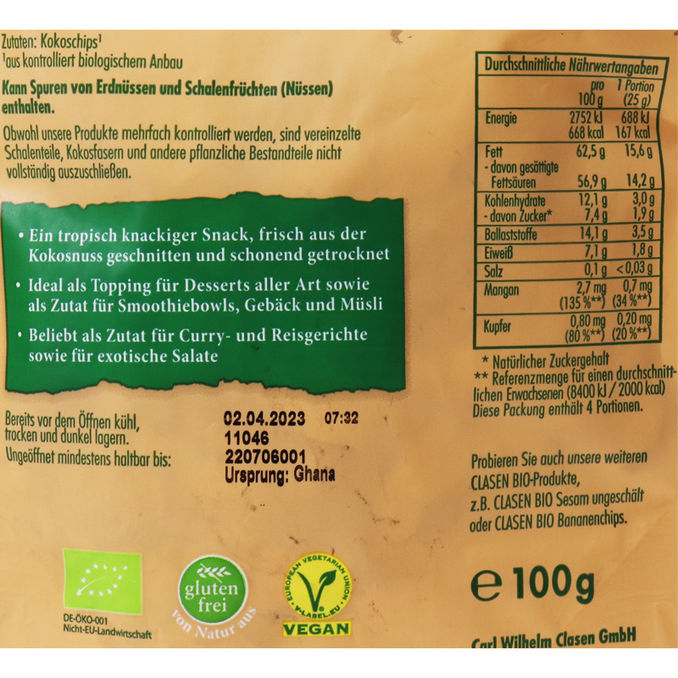 Zutaten: Kokoschips¹
¹aus kontrolliert biologischem Anbau
Kann Spuren von Erdnüssen und Schalenfrüchten (Nüssen)
enthalten.
Obwohl unsere Produkte mehrfach kontrolliert werden, sind vereinzelte
Schalenteile, Kokosfasern und andere pflanzliche Bestandteile nicht
vollständig auszuschließen.
• Ein tropisch knackiger Snack, frisch aus der
Kokosnuss geschnitten und schonend getrocknet
• Ideal als Topping für Desserts aller Art sowie
als Zutat für Smoothiebowls, Gebäck und Müsli
• Beliebt als Zutat für Curry- und Reisgerichte
sowie für exotische Salate
Bereits vor dem Öffnen kühl,
trocken und dunkel lagern.
Ungeöffnet mindestens haltbar bis:
02.04.2023 07:32
11046
220706001
Ursprung: Ghana
DE-ÖKO-001
Nicht-EU-Landwirtschaft
gluten
frei
von Natur aus
EUROPEAN VEGETARIAN UNION
V-LABEL.EU
VEGAN
Durchschnittliche Nährwertangaben
pro 1 Portion
100 g (25 g)
Energie 2752 kJ 688 kJ
668 kcal 167 kcal
Fett 62,5 g 15,6 g
- davon gesättigte
Fettsäuren 56,9 g 14,2 g
Kohlenhydrate 12,1 g 3,0 g
- davon Zucker* 7,4 g 1,9 g
Ballaststoffe 14,1 g 3,5 g
Eiweiß 7,1 g 1,8 g
Salz 0,1 g <0,03 g
Mangan 2,7 mg 0,7 mg
(135 %**) (34 %**)
Kupfer 0,80 mg 0,20 mg
(80 %**) (20 %**)
* Natürlicher Zuckergehalt
** Referenzmenge für einen durchschnitt-
lichen Erwachsenen (8400 kJ / 2000 kcal)
Diese Packung enthält 4 Portionen.
Probieren Sie auch unsere weiteren
CLASEN BIO-Produkte,
z.B. CLASEN BIO Sesam ungeschält
oder CLASEN BIO Bananenchips.
e 100g
Carl Wilhelm Clasen GmbH